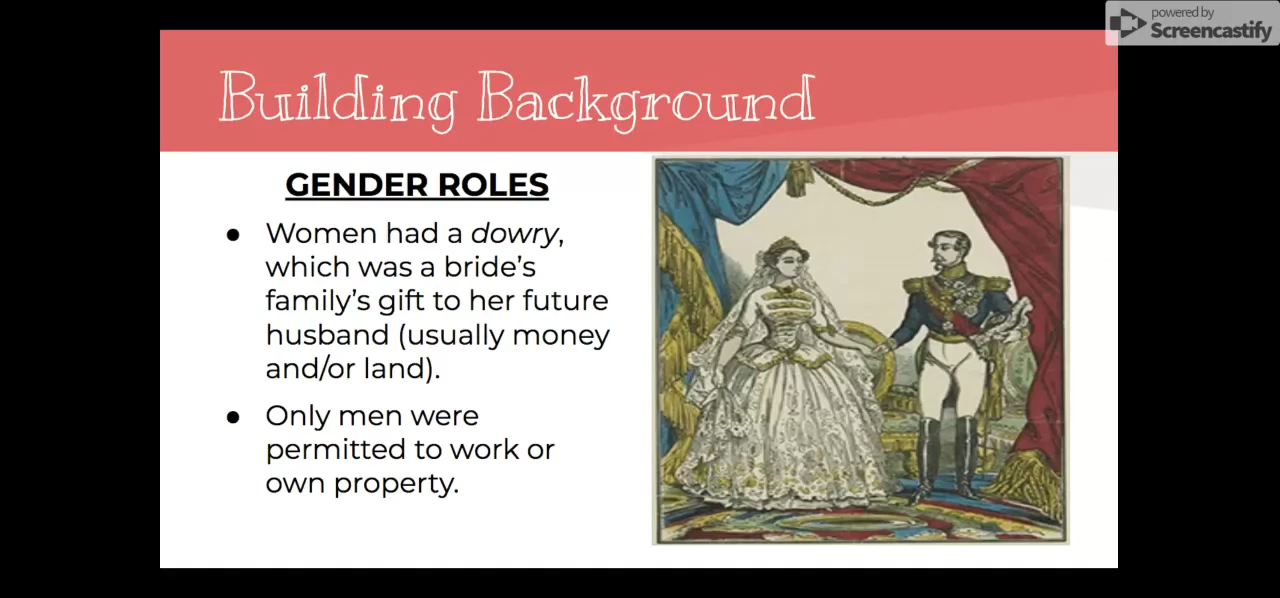 powered by
Screencastify
Building Background
GENDER ROLES
● Women had a dowry,
which was a bride’s
family’s gift to her future
husband (usually money
and/or land).
● Only men were
permitted to work or
own property.